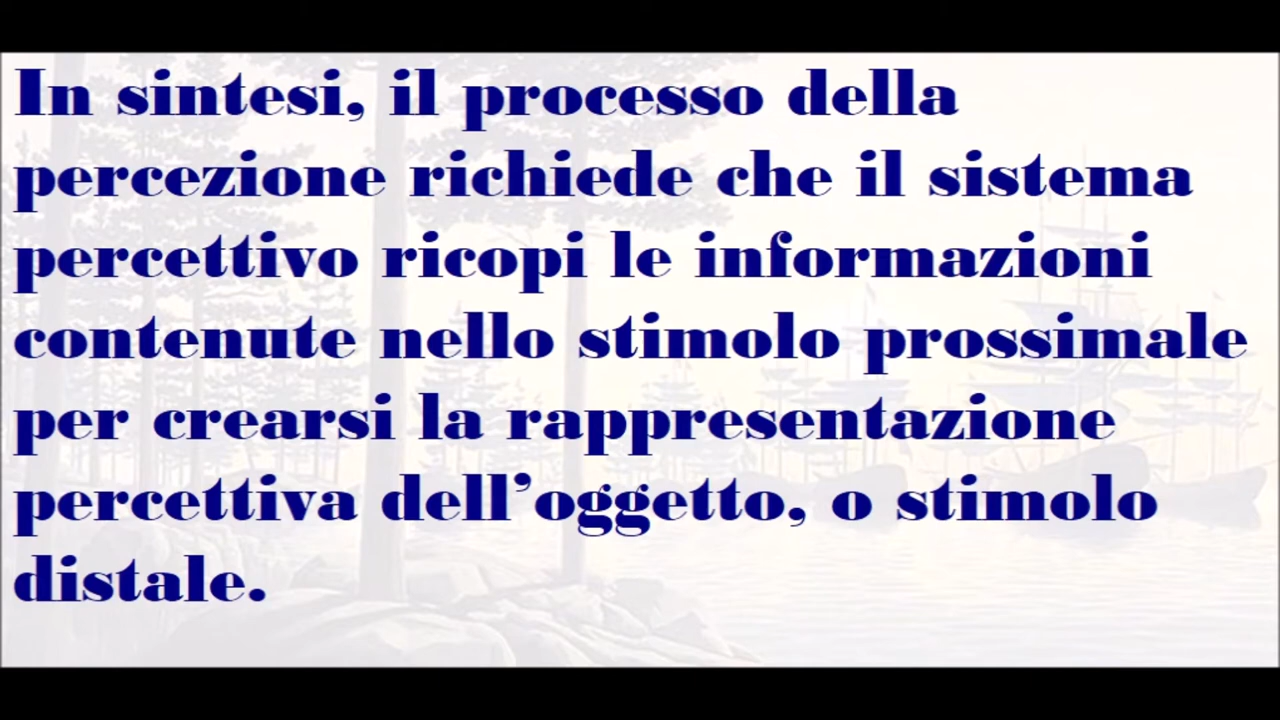 In sintesi, il processo della
percezione richiede che il sistema
percettivo ricopi le informazioni
contenute nello stimolo prossimale
per crearsi la rappresentazione
percettiva dell’oggetto, o stimolo
distale.